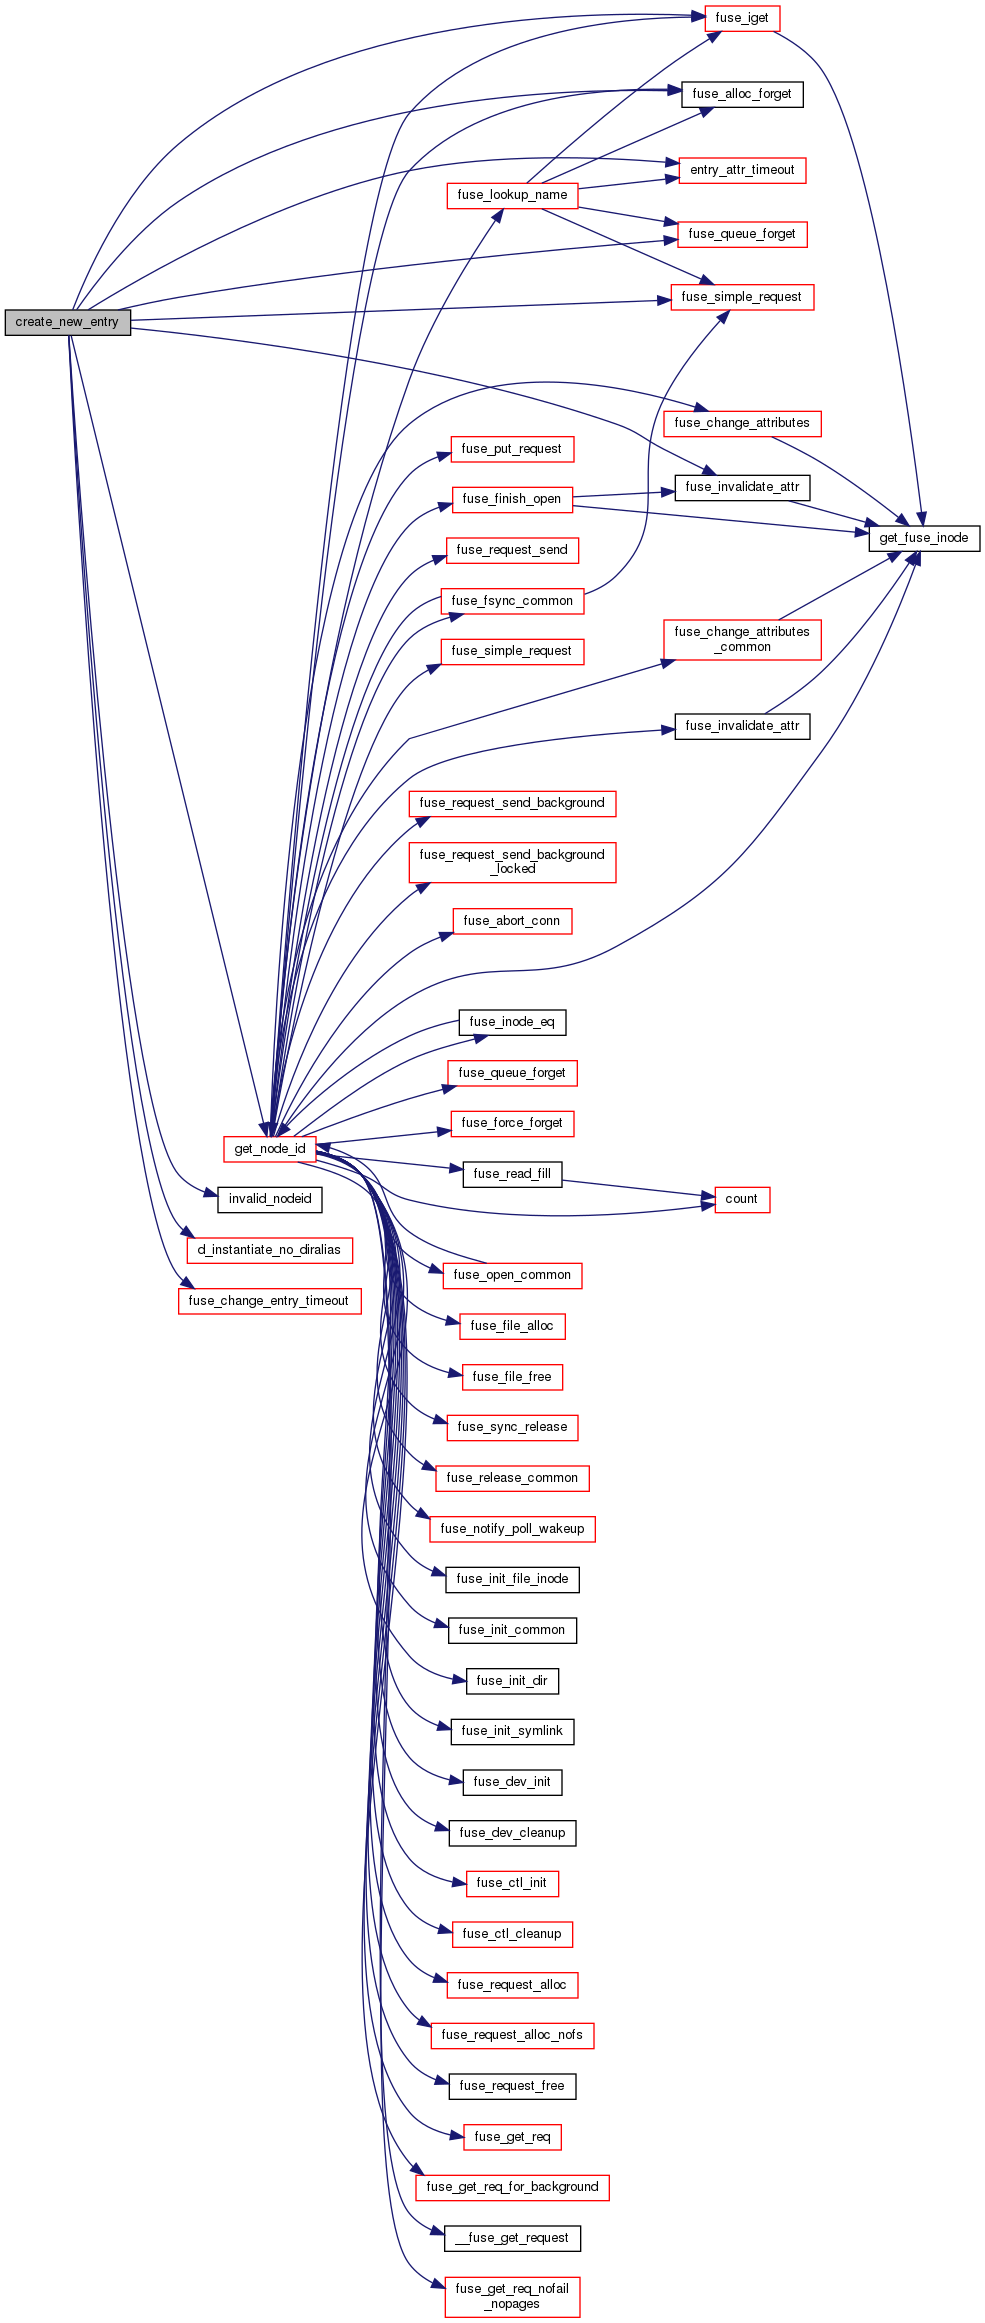 fuse_iget
fuse_alloc_forget
entry_attr_timeout
fuse_lookup_name
fuse_queue_forget
fuse_simple_request
create_new_entry
fuse_change_attributes
fuse_put_request
fuse_invalidate_attr
fuse_finish_open
get_fuse_inode
fuse_request_send
fuse_fsync_common
fuse_change_attributes
_common
fuse_simple_request
fuse_invalidate_attr
fuse_request_send_background
fuse_request_send_background
_locked
fuse_abort_conn
fuse_inode_eq
fuse_queue_forget
fuse_force_forget
get_node_id
fuse_read_fill
invalid_nodeid
count
d_instantiate_no_diralias
fuse_open_common
fuse_change_entry_timeout
fuse_file_alloc
fuse_file_free
fuse_sync_release
fuse_release_common
fuse_notify_poll_wakeup
fuse_init_file_inode
fuse_init_common
fuse_init_dir
fuse_init_symlink
fuse_dev_init
fuse_dev_cleanup
fuse_ctl_init
fuse_ctl_cleanup
fuse_request_alloc
fuse_request_alloc_nofs
fuse_request_free
fuse_get_req
fuse_get_req_for_background
__fuse_get_request
fuse_get_req_nofail
_nopages